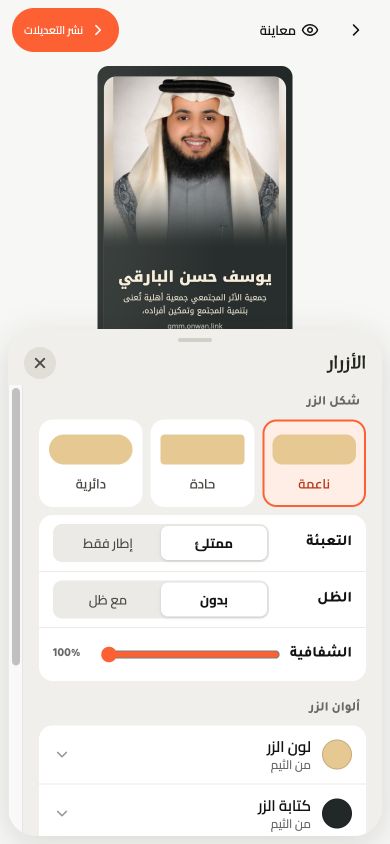 معاينة
نشر التعديلات
يوسف حسن البارقي
جمعية الأثر المجتمعي جمعية أهلية تُعنى
بتنمية المجتمع وتمكين أفراده،
qmm.onwan.link
الأزرار
شكل الزر
ناعمة
حادة
دائرية
التعبئة
ممتلئ
إطار فقط
الظل
بدون
مع ظل
الشفافية
100%
ألوان الزر
لون الزر
من الثيم
كتابة الزر
من الثيم